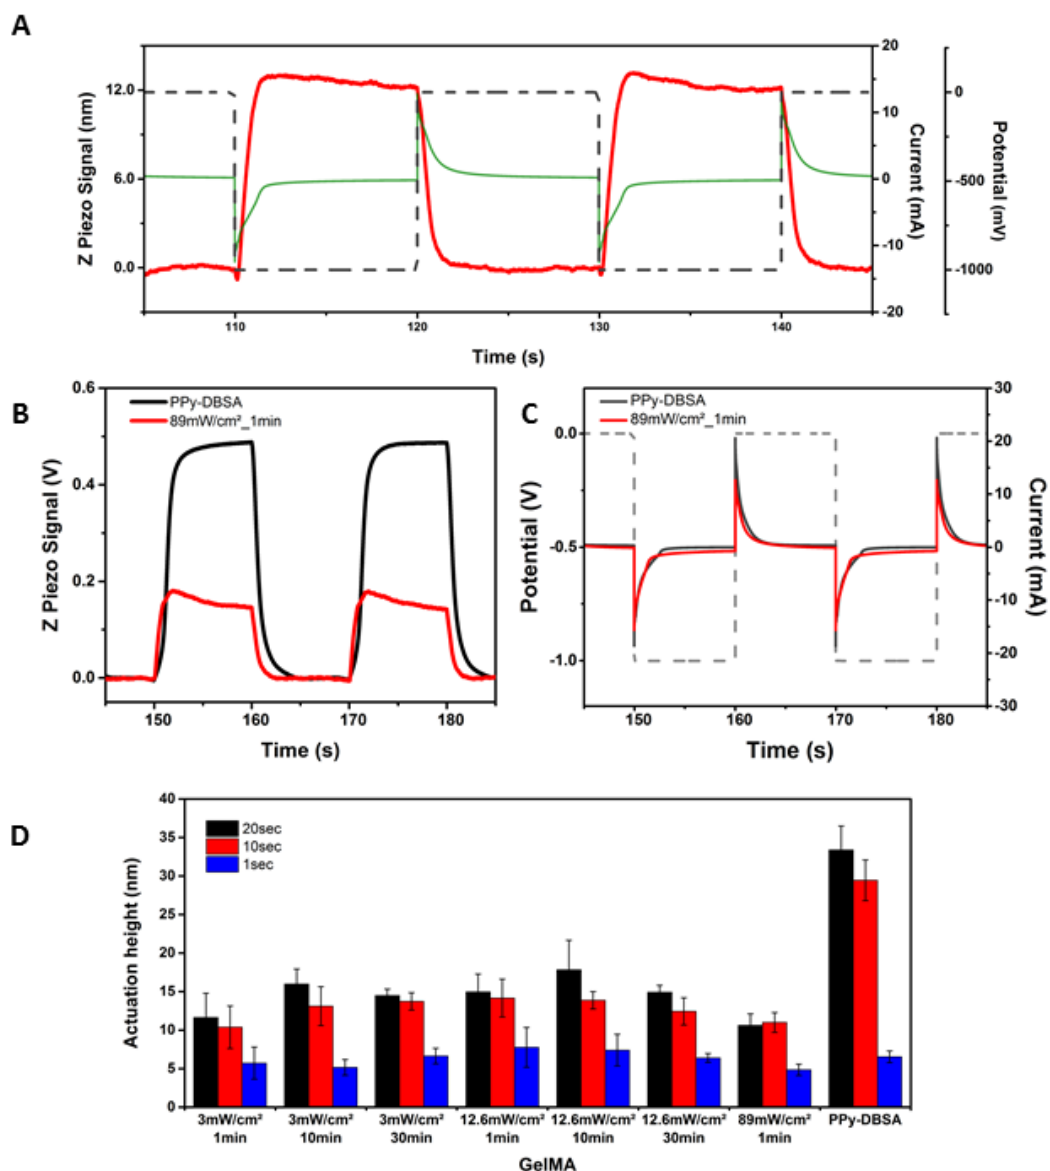 A
Z Piezo Signal (nm)
12.0
6.0
0.0
110
120
130
140
Time (s)
20
10
0
-10
-20
Current (mA)
0
-500
-1000
Potential (mV)
B
PPy-DBSA
89mW/cm²_1min
Z Piezo Signal (V)
0.6
0.4
0.2
0.0
150
160
170
180
Time (s)
C
PPy-DBSA
89mW/cm²_1min
Potential (V)
0.0
-0.5
-1.0
150
160
170
180
Time (s)
30
20
10
0
-10
-20
-30
Current (mA)
D
20sec
10sec
1sec
Actuation height (nm)
40
35
30
25
20
15
10
5
0
3mW/cm² 3mW/cm² 3mW/cm² 12.6mW/cm² 12.6mW/cm² 12.6mW/cm² 89mW/cm² PPy-DBSA
1min 10min 30min 1min 10min 30min 1min
GelMA